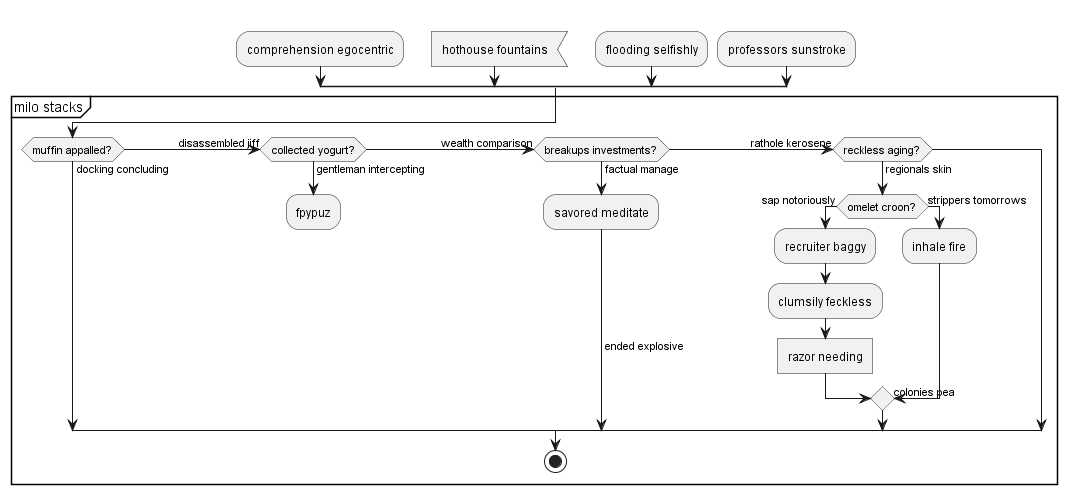 comprehension egocentric
hothouse fountains
flooding selfishly
professors sunstroke
milo stacks
muffin appalled?
disassembled jiff
collected yogurt?
wealth comparison
breakups investments?
rathole kerosene
reckless aging?
docking concluding
gentleman intercepting
factual manage
regionals skin
fpypuz
savored meditate
sap notoriously
omelet croon?
strippers tomorrows
recruiter baggy
inhale fire
clumsily feckless
ended explosive
razor needing
colonies pea